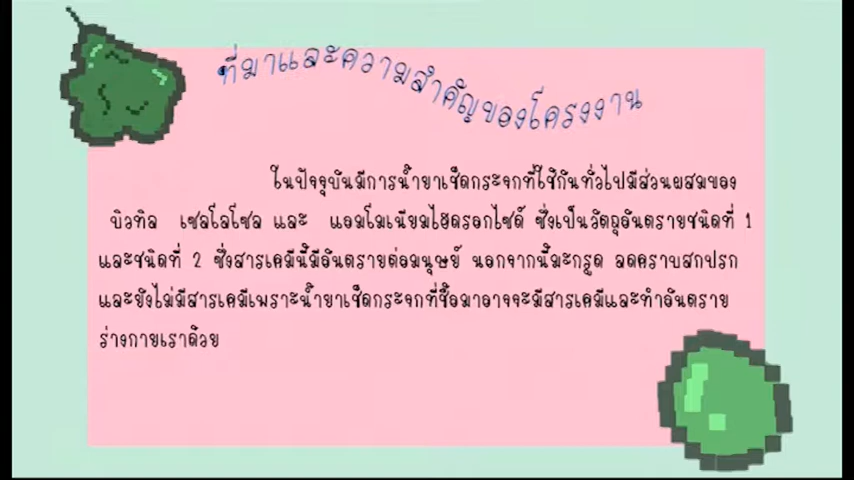 ที่มาและความสำคัญของโครงงาน
ในปัจจุบันมีการน้ำยาเช็ดกระจกที่ใช้กันทั่วไปมีส่วนผสมของ
บิวทิล เซลโลโซล และ แอมโมเนียมไฮดรอกไซด์ ซึ่งเป็นวัตถุอันตรายชนิดที่ 1
และชนิดที่ 2 ซึ่งสารเคมีนี้มีอันตรายต่อมนุษย์ นอกจากนี้มะกรูด ลดคราบสกปรก
และยังไม่มีสารเคมีเพราะน้ำยาเช็ดกระจกที่ซื้อมาอาจจะมีสารเคมีและทำอันตราย
ร่างกายเราด้วย